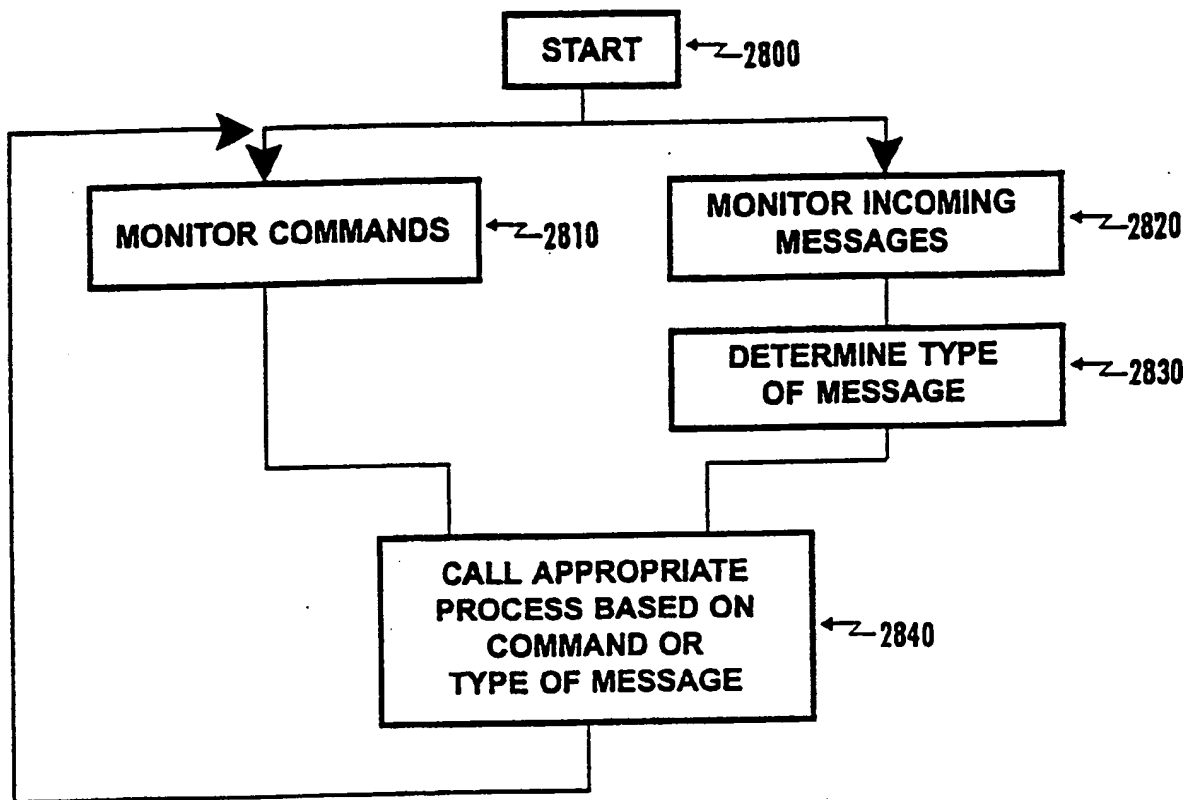 START
2800
MONITOR COMMANDS
2810
MONITOR INCOMING
MESSAGES
2820
DETERMINE TYPE
OF MESSAGE
2830
CALL APPROPRIATE
PROCESS BASED ON
COMMAND OR
TYPE OF MESSAGE
2840